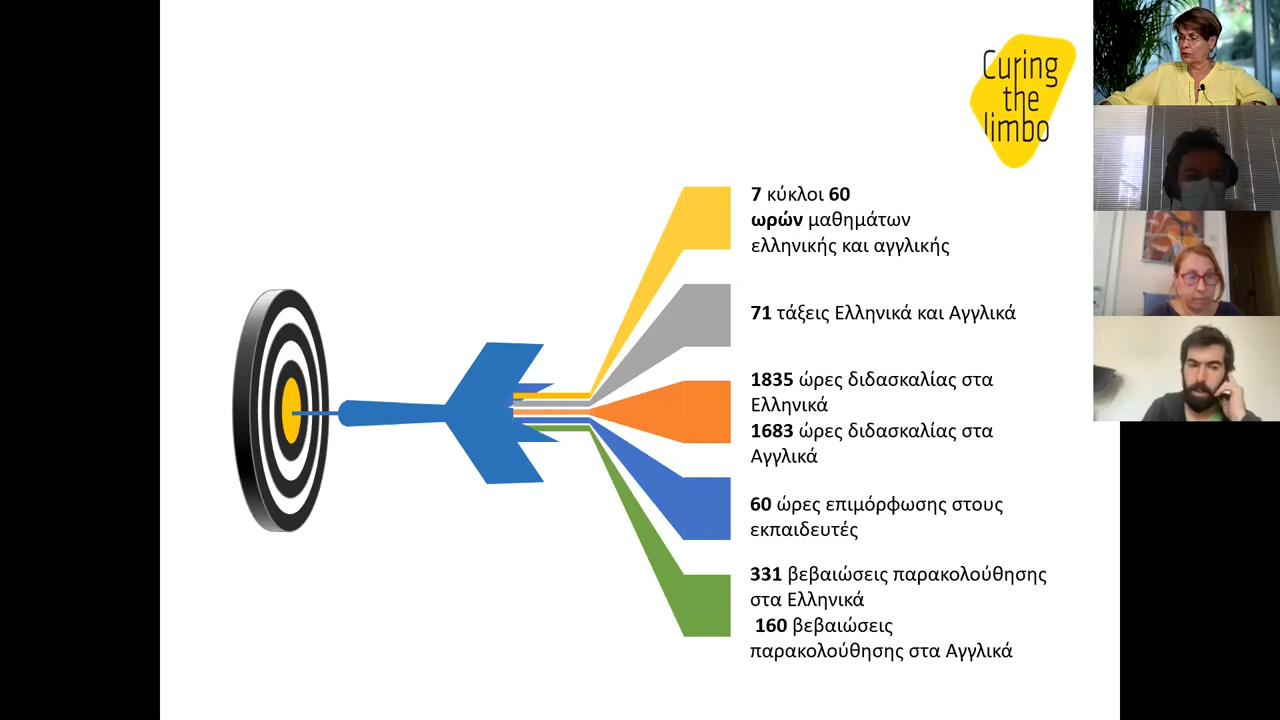 Curing
the
limbo
7 κύκλοι 60
ωρών μαθημάτων
ελληνικής και αγγλικής
71 τάξεις Ελληνικά και Αγγλικά
1835 ώρες διδασκαλίας στα
Ελληνικά
1683 ώρες διδασκαλίας στα
Αγγλικά
60 ώρες επιμόρφωσης στους
εκπαιδευτές
331 βεβαιώσεις παρακολούθησης
στα Ελληνικά
160 βεβαιώσεις
παρακολούθησης στα Αγγλικά